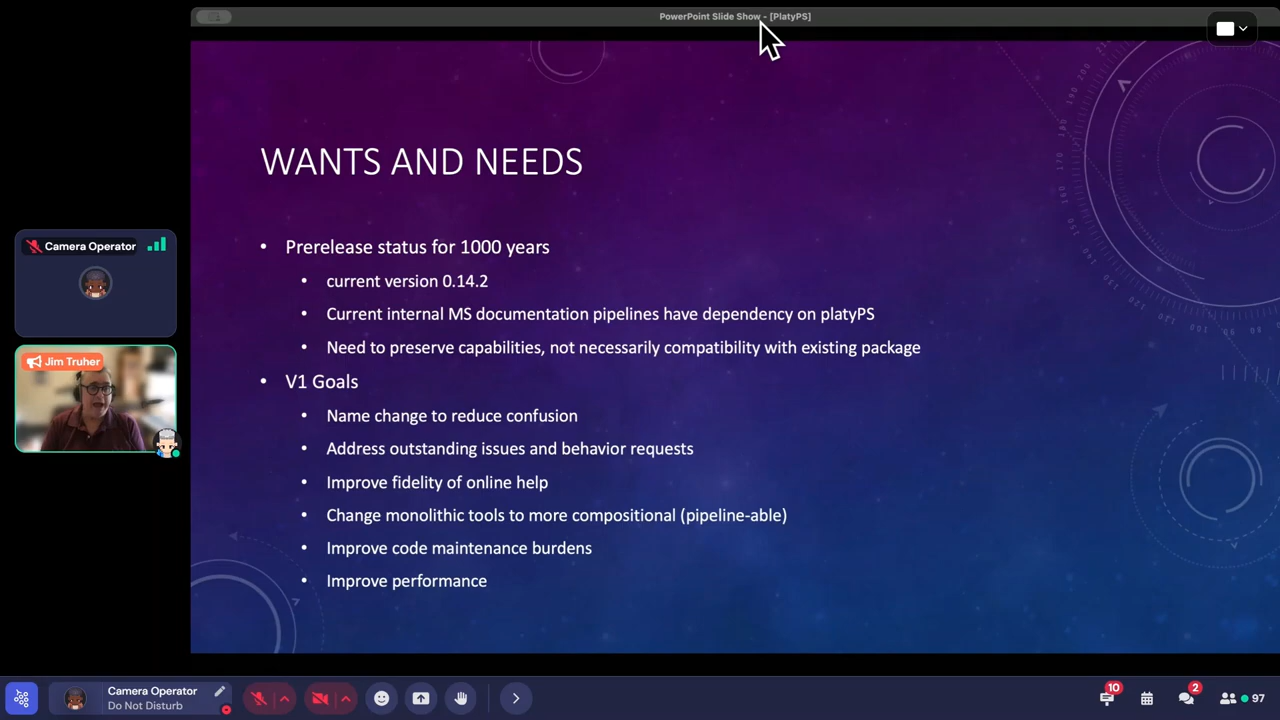 PowerPoint Slide Show - [PlatyPS]
WANTS AND NEEDS
• Prerelease status for 1000 years
• current version 0.14.2
• Current internal MS documentation pipelines have dependency on platyPS
• Need to preserve capabilities, not necessarily compatibility with existing package
• V1 Goals
• Name change to reduce confusion
• Address outstanding issues and behavior requests
• Improve fidelity of online help
• Change monolithic tools to more compositional (pipeline-able)
• Improve code maintenance burdens
• Improve performance
Camera Operator
Jim Truher
Camera Operator
Do Not Disturb
10
2
97